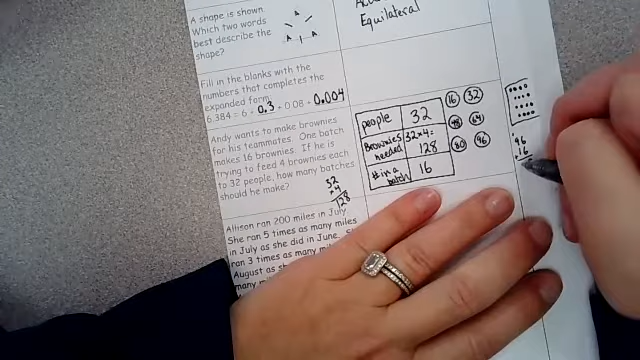 A shape is shown.
Which two words
best describe the
shape?
Equilateral
Fill in the blanks with the
numbers that completes the
expanded form.
6.384 = 6 + 0.3 + 0.08 + 0.004
Andy wants to make brownies
for his teammates. One batch
makes 16 brownies. If he is
trying to feed 4 brownies each
to 32 people, how many batches
should he make?
32
×4
128
people 32
Brownies needed 32×4= 128
# in a batch 16
16 32
48 64
80 96
96
16
Allison ran 200 miles in July.
She ran 5 times as many miles
in July as she did in June.
ran 3 times as many
August as
many